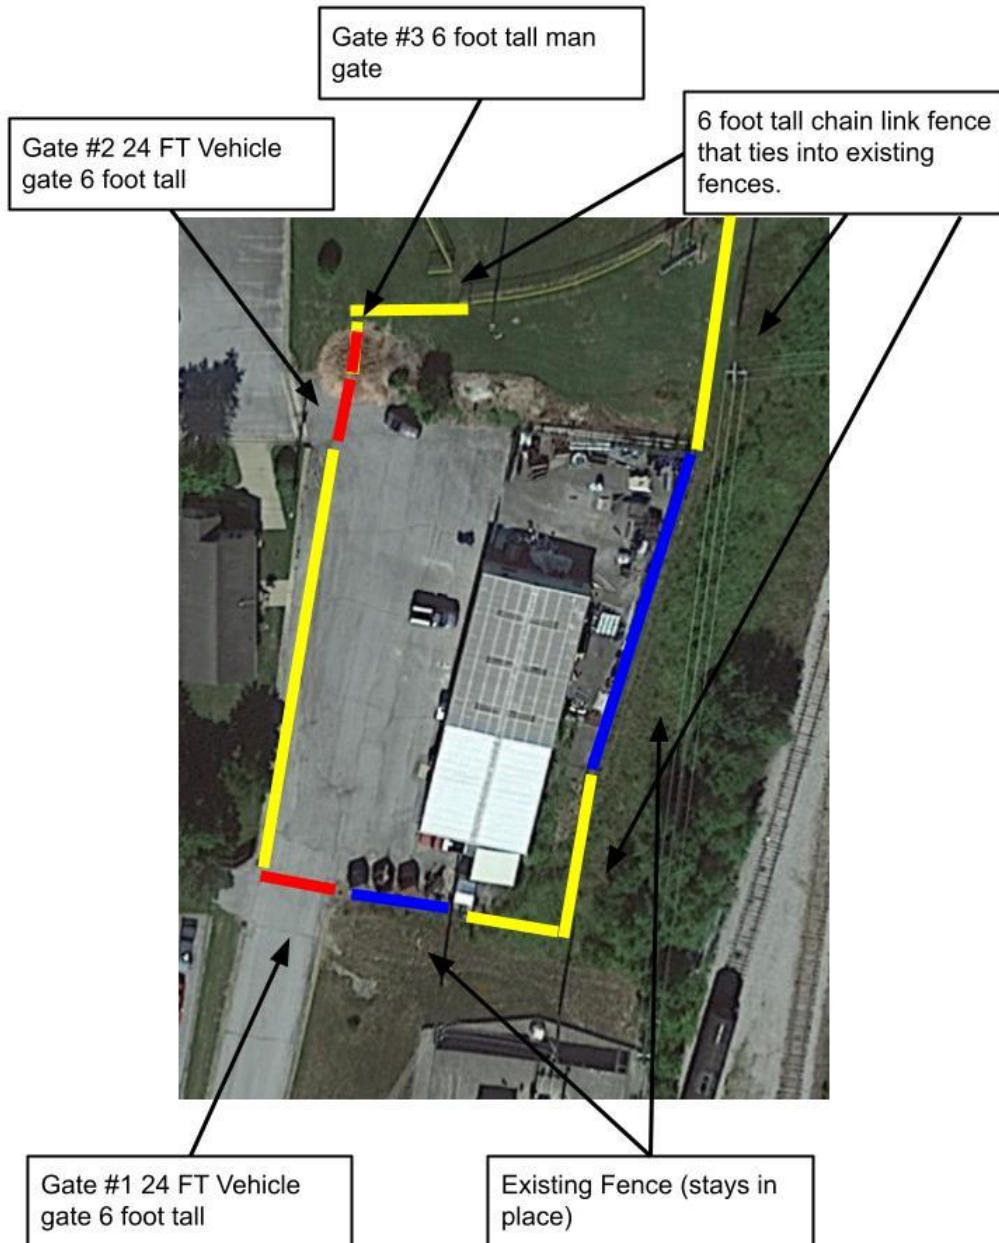 Gate #3 6 foot tall man
gate
6 foot tall chain link fence
that ties into existing
fences.
Gate #2 24 FT Vehicle
gate 6 foot tall
Gate #1 24 FT Vehicle
gate 6 foot tall
Existing Fence (stays in
place)